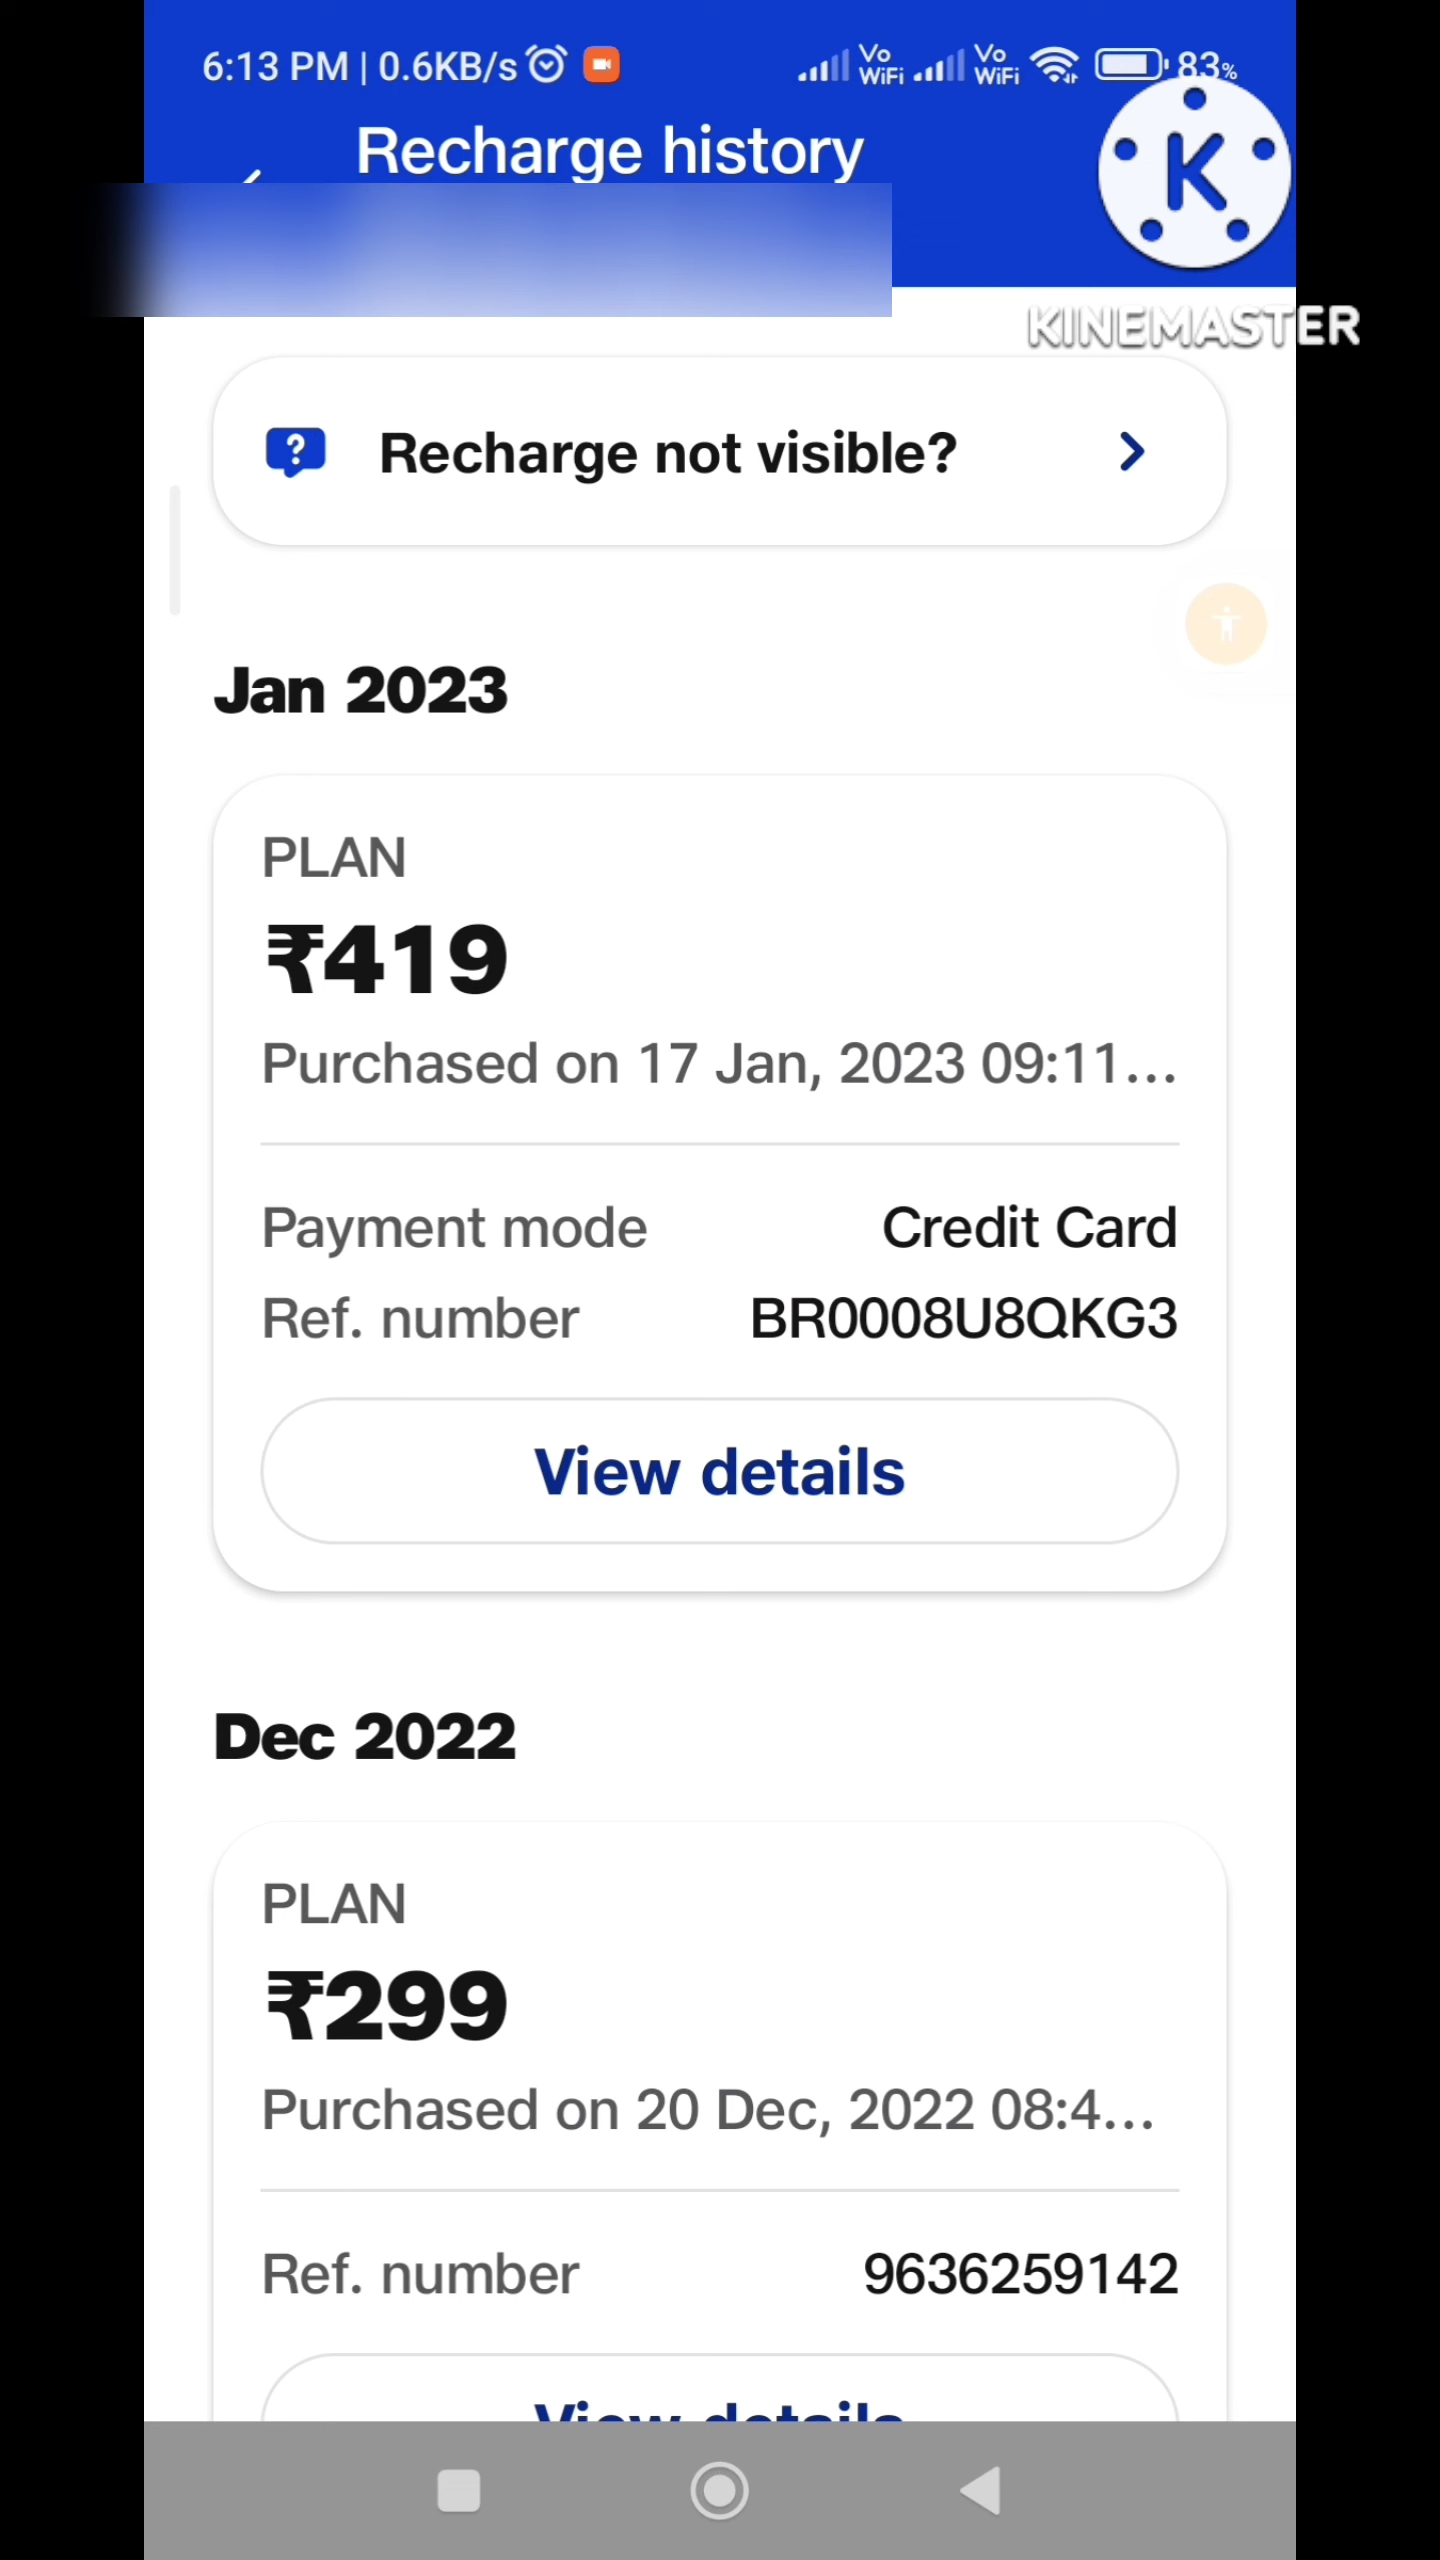 6:13 PM | 0.6KB/s Vo WiFi Vo WiFi 83%
Recharge history
K
KINEMASTER
Recharge not visible?
Jan 2023
PLAN
₹419
Purchased on 17 Jan, 2023 09:11...
Payment mode Credit Card
Ref. number BR0008U8QKG3
View details
Dec 2022
PLAN
₹299
Purchased on 20 Dec, 2022 08:4...
Ref. number 9636259142
View details